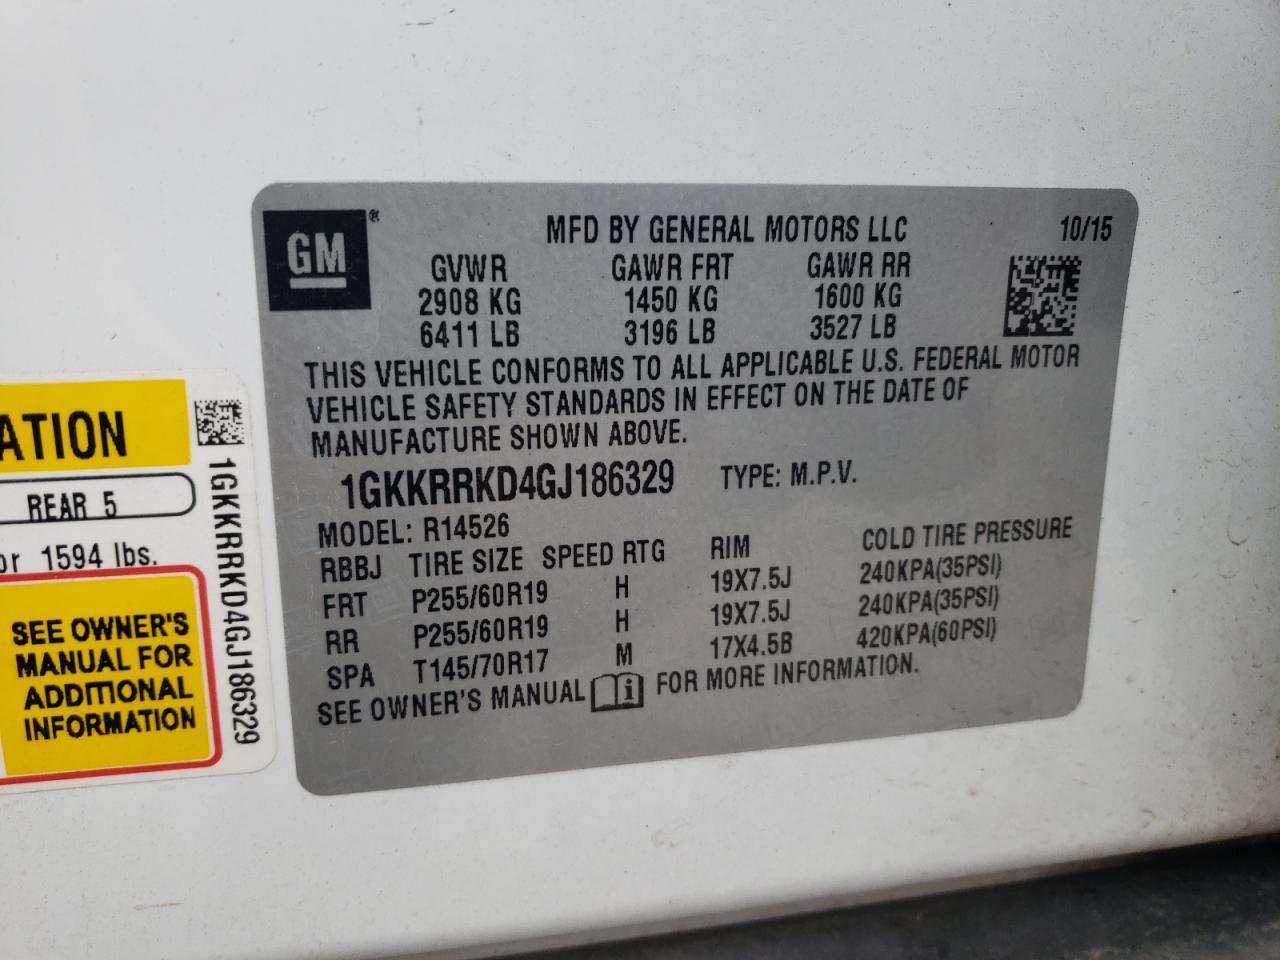 GM ®
MFD BY GENERAL MOTORS LLC 10/15
GVWR GAWR FRT GAWR RR
2908 KG 1450 KG 1600 KG
6411 LB 3196 LB 3527 LB
THIS VEHICLE CONFORMS TO ALL APPLICABLE U.S. FEDERAL MOTOR
VEHICLE SAFETY STANDARDS IN EFFECT ON THE DATE OF
MANUFACTURE SHOWN ABOVE.
1GKKRRKD4GJ186329 TYPE: M.P.V.
MODEL: R14526
RBBJ TIRE SIZE SPEED RTG RIM COLD TIRE PRESSURE
FRT P255/60R19 H 19X7.5J 240KPA(35PSI)
RR P255/60R19 H 19X7.5J 240KPA(35PSI)
SPA T145/70R17 M 17X4.5B 420KPA(60PSI)
SEE OWNER'S MANUAL i FOR MORE INFORMATION.
ATION
REAR 5
or 1594 lbs.
SEE OWNER'S
MANUAL FOR
ADDITIONAL
INFORMATION
1GKKRRKD4GJ186329